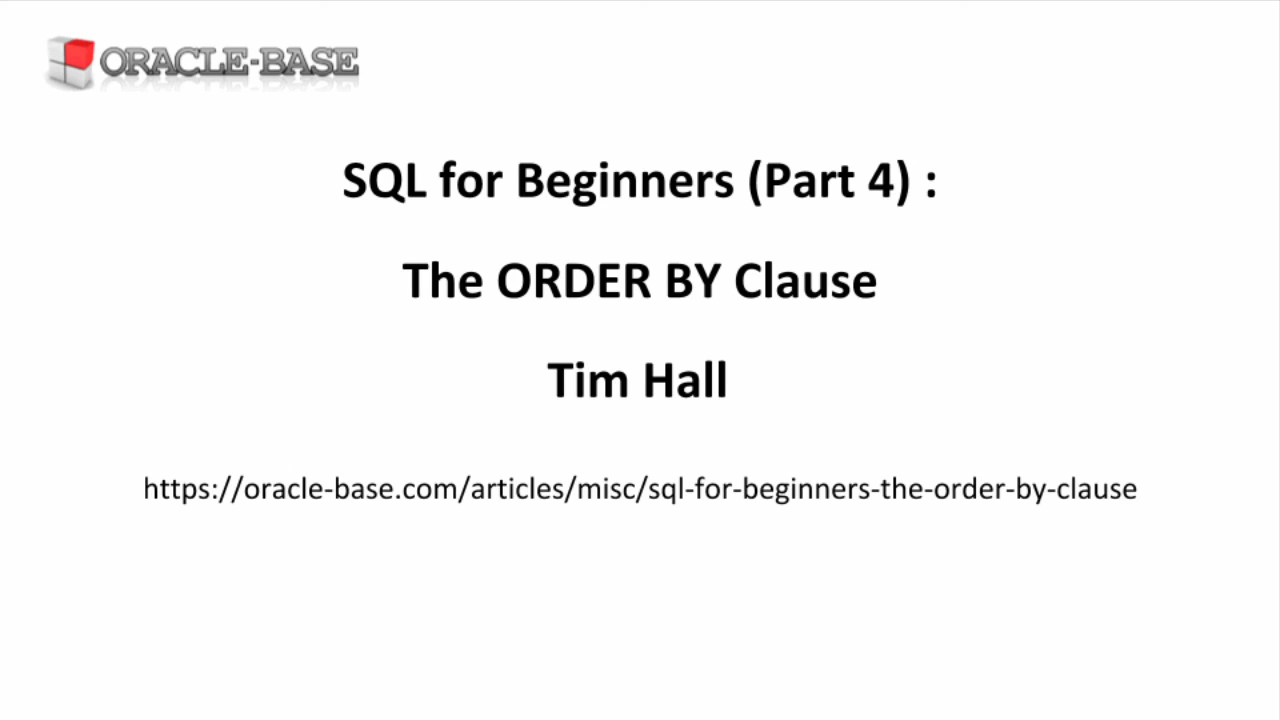 ORACLE-BASE
SQL for Beginners (Part 4) :
The ORDER BY Clause
Tim Hall
https://oracle-base.com/articles/misc/sql-for-beginners-the-order-by-clause